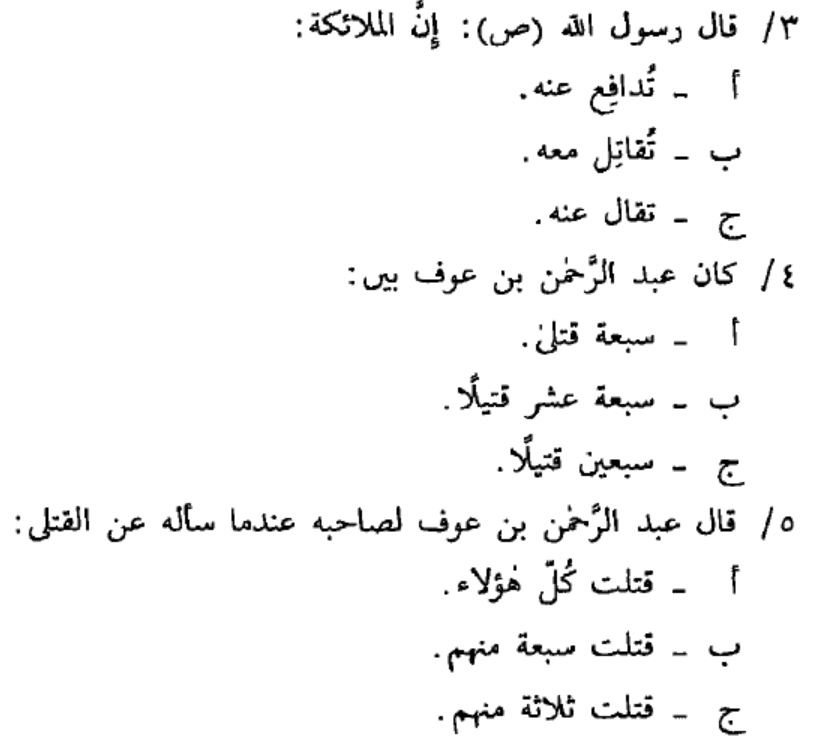 ٣/ قال رسول الله (ص): إِنَّ الملائكة:
أ - تُدافِع عنه.
ب - تُقاتِل معه.
ج - تقال عنه.
٤/ كان عبد الرَّحمٰن بن عوف بين:
أ - سبعة قتلىٰ.
ب - سبعة عشر قتيلًا.
ج - سبعين قتيلًا.
٥/ قال عبد الرَّحمٰن بن عوف لصاحبه عندما سأله عن القتلى:
أ - قتلت كُلّ هٰؤلاء.
ب - قتلت سبعة منهم.
ج - قتلت ثلاثة منهم.